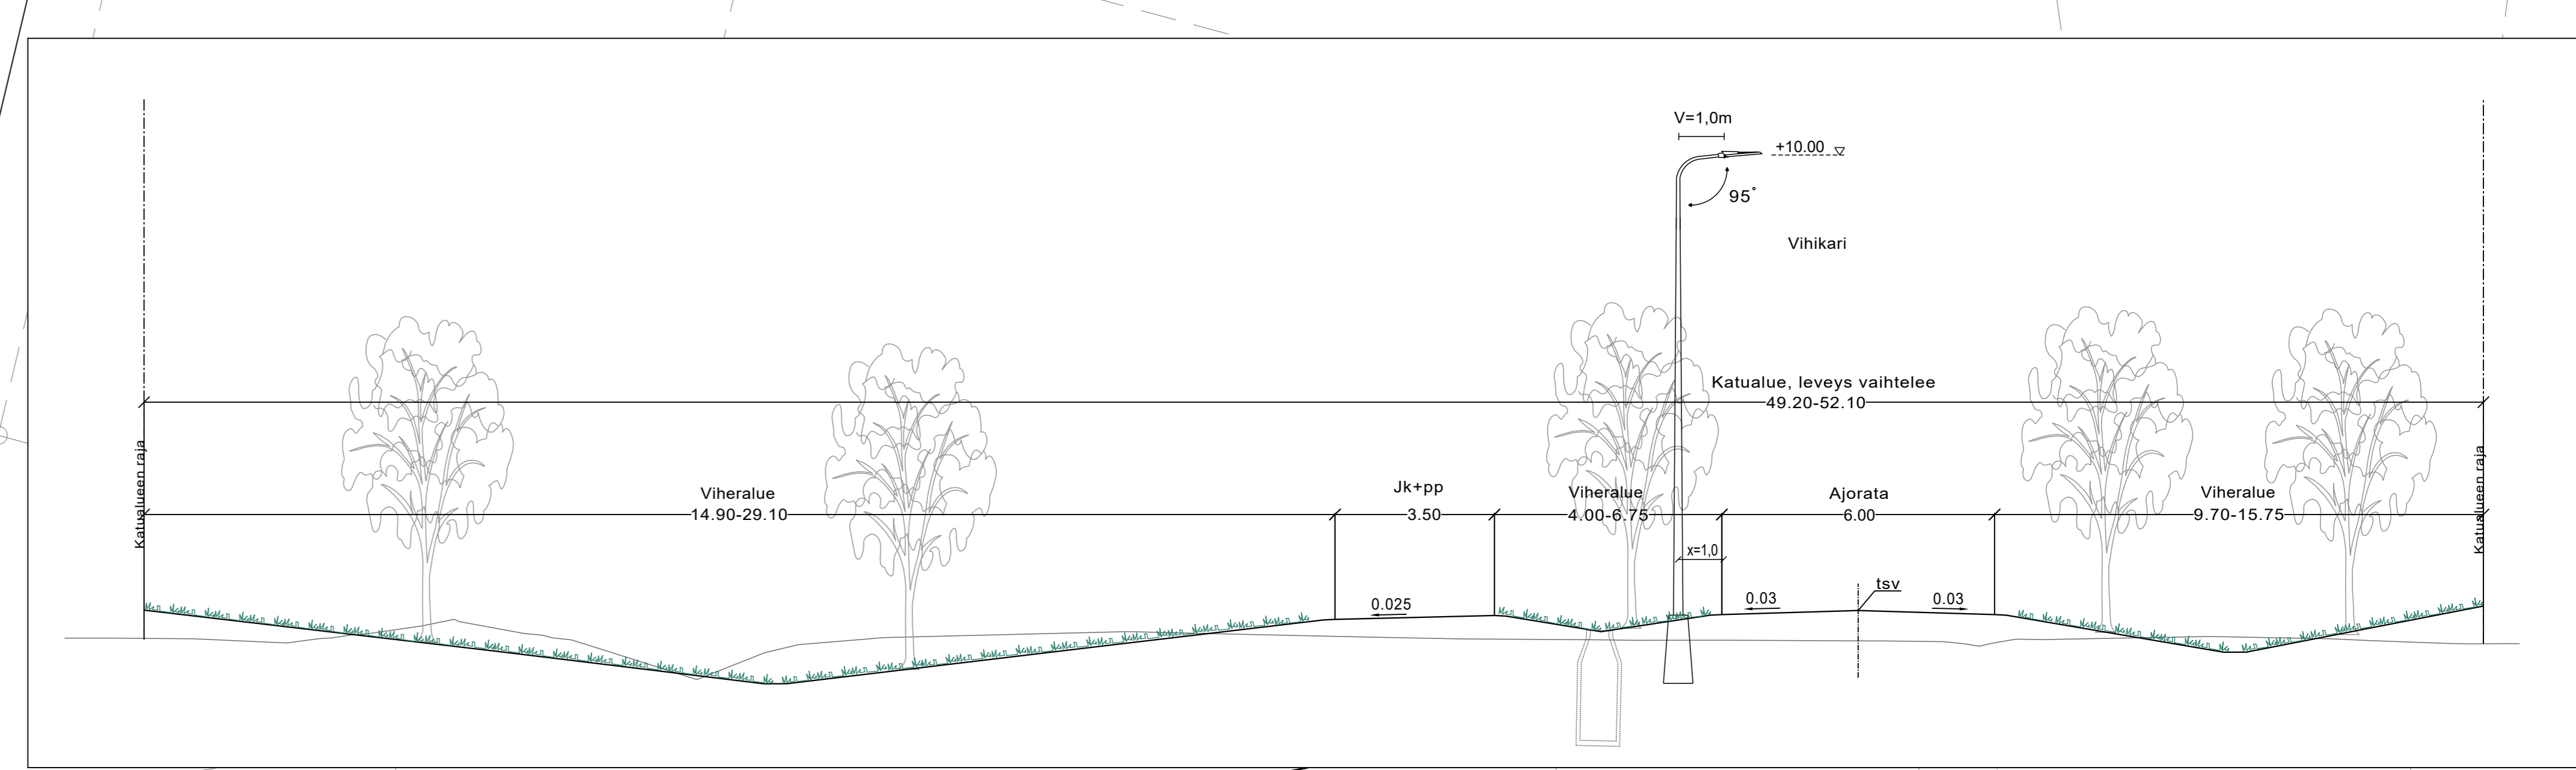 V=1,0m
+10.00
95°
Vihikari
Katualue, leveys vaihtelee
49.20-52.10
Katualueen raja
Viheralue
14.90-29.10
Jk+pp
3.50
Viheralue
4.00-6.75
Ajorata
6.00
Viheralue
9.70-15.75
Katualueen raja
x=1,0
tsv
0.025
0.03
0.03